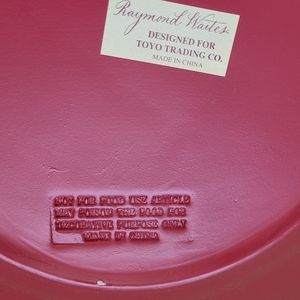 Raymond Waites
DESIGNED FOR
TOYO TRADING CO.
MADE IN CHINA
NOT FOR FOOD USE ARTICLE
MAY POISON THE FOOD FOR
DECORATIVE PURPOSE ONLY
MADE IN CHINA